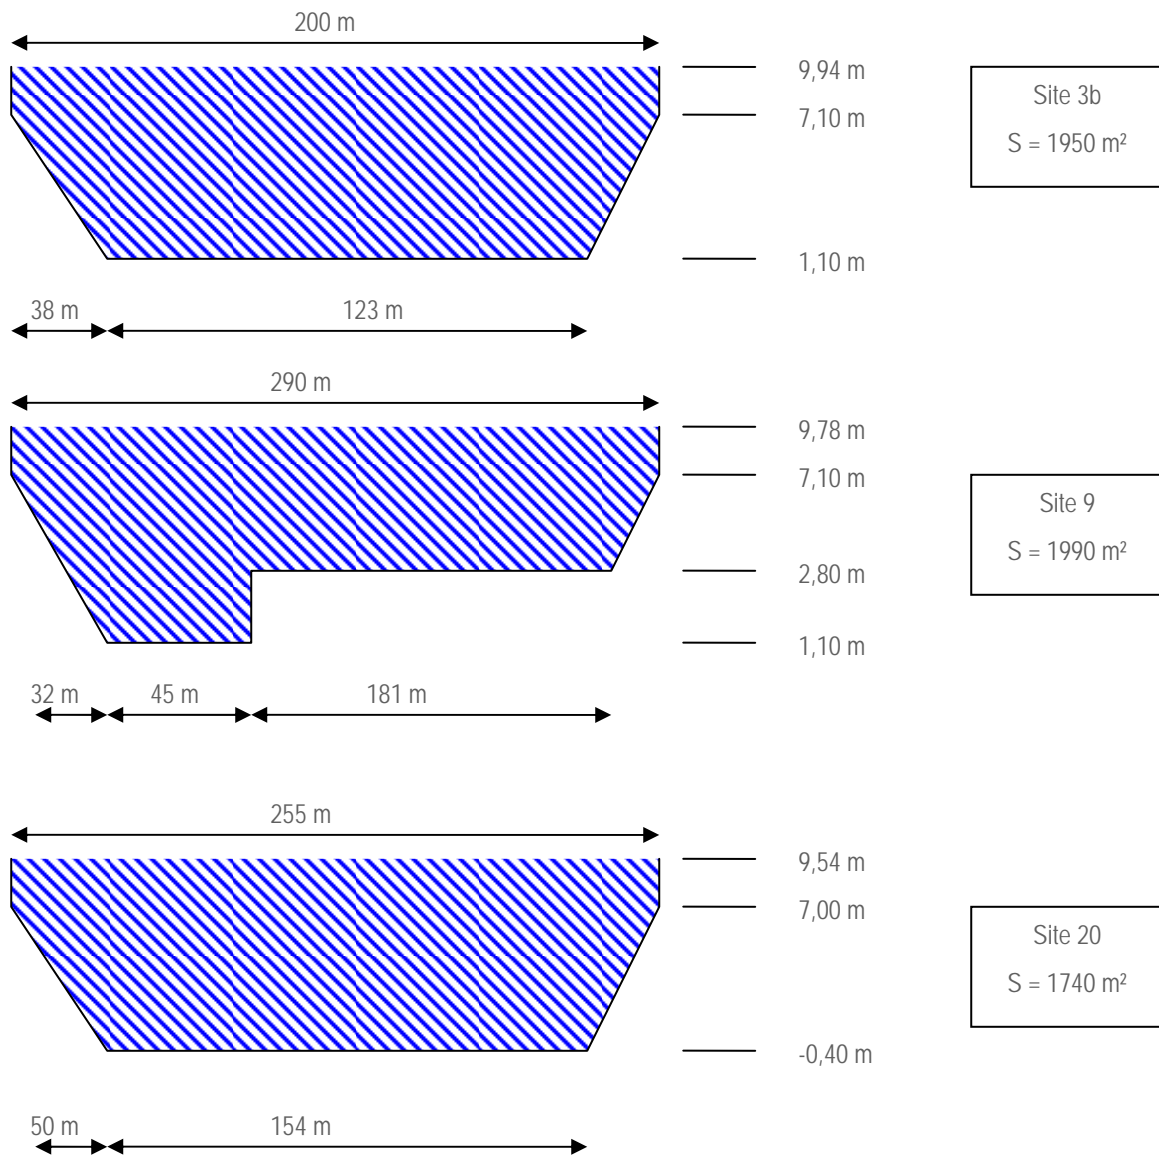 200 m
9,94 m
7,10 m
1,10 m
Site 3b
S = 1950 m²
38 m
123 m
290 m
9,78 m
7,10 m
2,80 m
1,10 m
Site 9
S = 1990 m²
32 m
45 m
181 m
255 m
9,54 m
7,00 m
-0,40 m
Site 20
S = 1740 m²
50 m
154 m